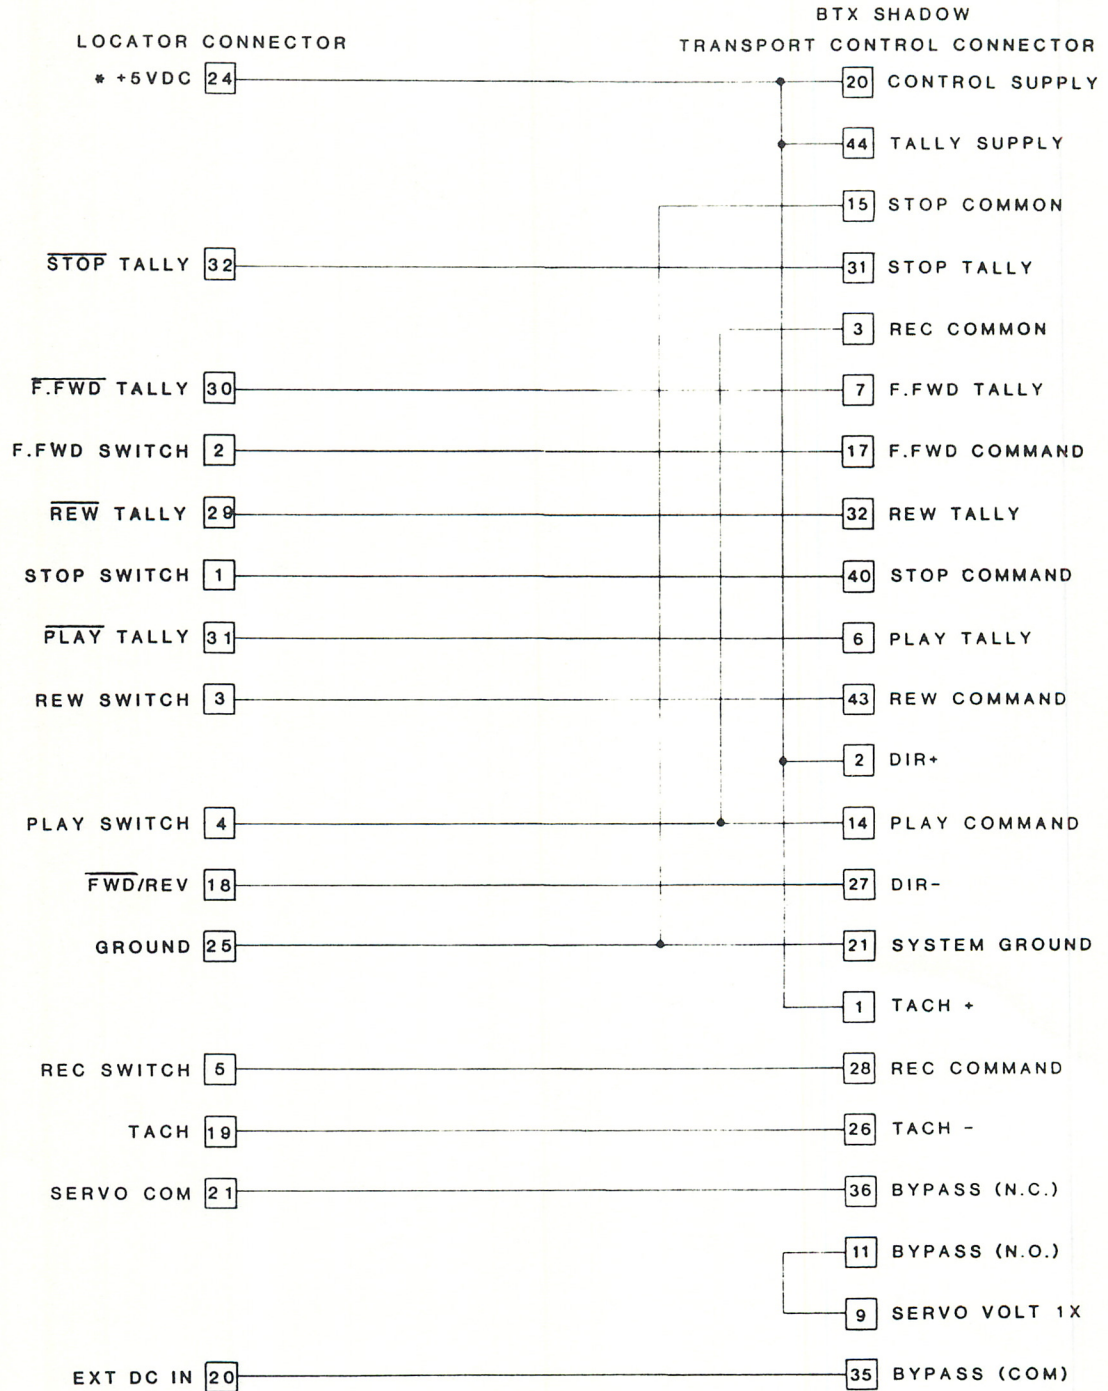 BTX SHADOW
LOCATOR CONNECTOR TRANSPORT CONTROL CONNECTOR
* +5VDC 24 20 CONTROL SUPPLY
44 TALLY SUPPLY
15 STOP COMMON
STOP TALLY 32 31 STOP TALLY
3 REC COMMON
F.FWD TALLY 30 7 F.FWD TALLY
F.FWD SWITCH 2 17 F.FWD COMMAND
REW TALLY 29 32 REW TALLY
STOP SWITCH 1 40 STOP COMMAND
PLAY TALLY 31 6 PLAY TALLY
REW SWITCH 3 43 REW COMMAND
2 DIR+
PLAY SWITCH 4 14 PLAY COMMAND
FWD/REV 18 27 DIR-
GROUND 25 21 SYSTEM GROUND
1 TACH +
REC SWITCH 5 28 REC COMMAND
TACH 19 26 TACH -
SERVO COM 21 36 BYPASS (N.C.)
11 BYPASS (N.O.)
9 SERVO VOLT 1X
EXT DC IN 20 35 BYPASS (COM)